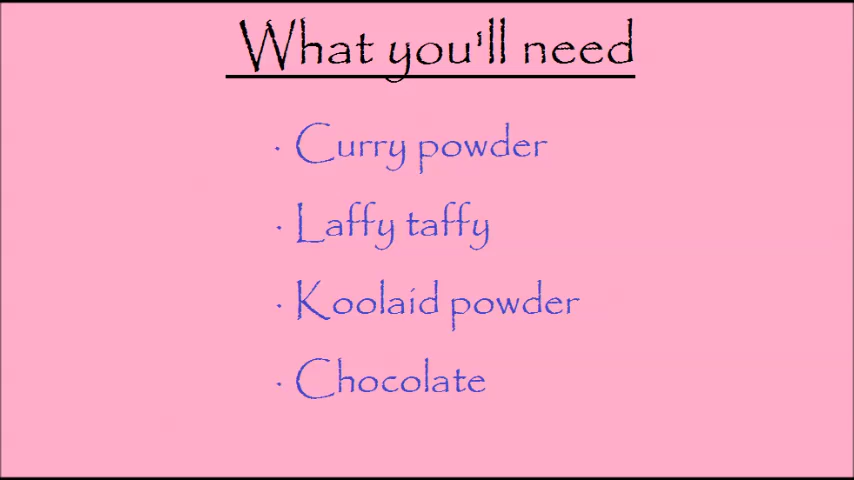 What you'll need
· Curry powder
· Laffy taffy
· Koolaid powder
· Chocolate